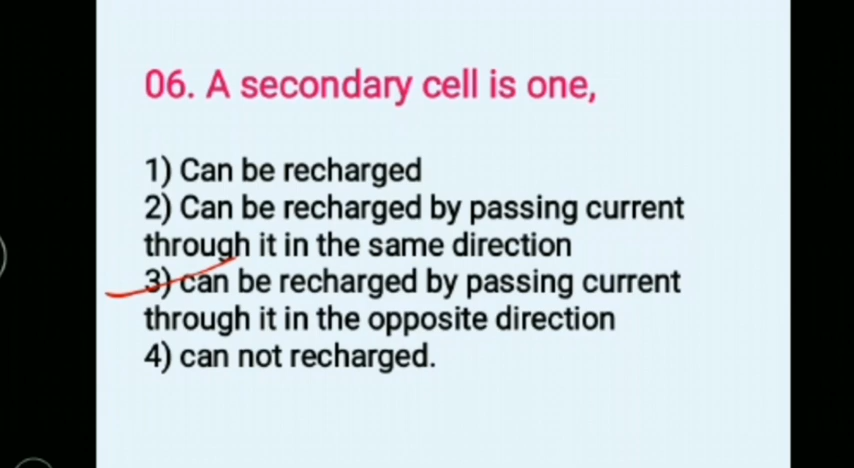 06. A secondary cell is one,
1) Can be recharged
2) Can be recharged by passing current
through it in the same direction
3) can be recharged by passing current
through it in the opposite direction
4) can not recharged.